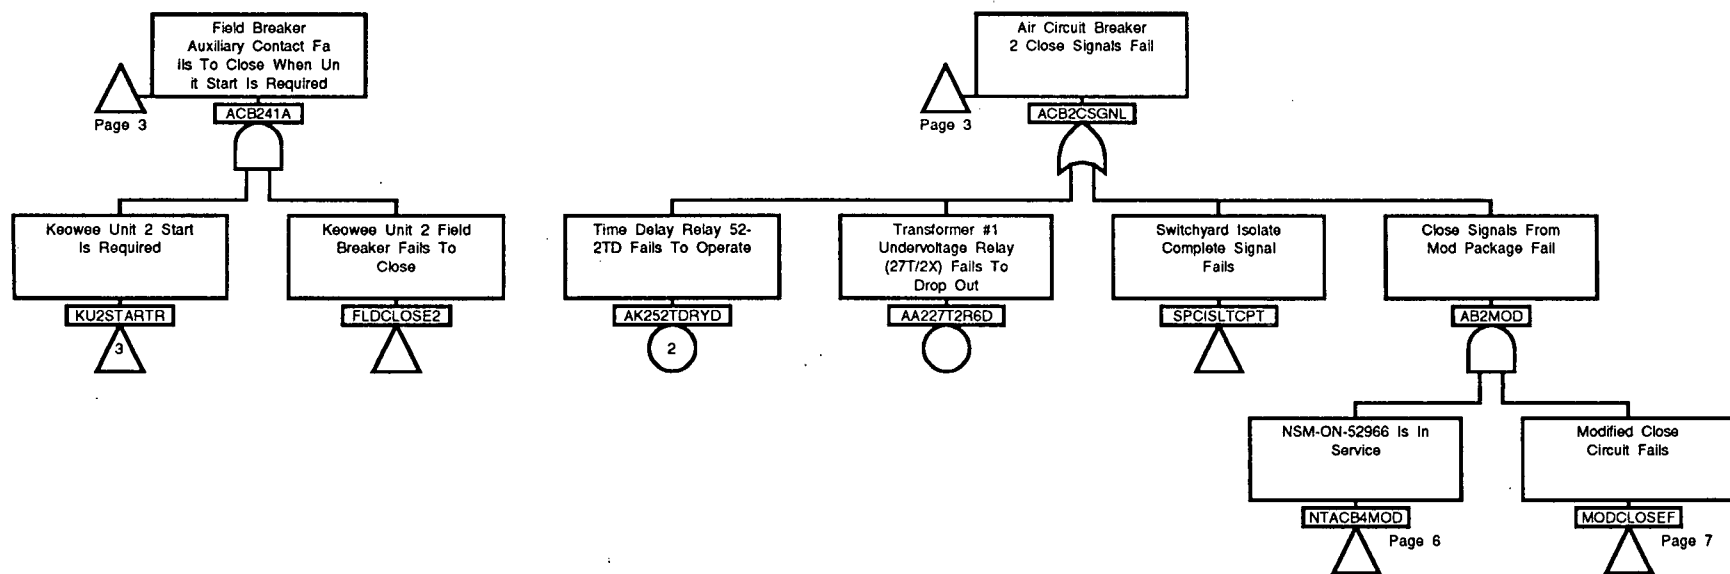 Field Breaker
Auxiliary Contact Fa
ils To Close When Un
it Start Is Required
Page 3
ACB241A
Keowee Unit 2 Start
Is Required
KU2STARTR
3
Keowee Unit 2 Field
Breaker Fails To
Close
FLDCLOSE2
Air Circuit Breaker
2 Close Signals Fail
Page 3
ACB2CSGNL
Time Delay Relay 52-
2TD Fails To Operate
AK252TDRYD
2
Transformer #1
Undervoltage Relay
(27T/2X) Fails To
Drop Out
AA227T2R6D
Switchyard Isolate
Complete Signal
Fails
SPCISLTCPT
Close Signals From
Mod Package Fail
AB2MOD
NSM-ON-52966 Is In
Service
NTACB4MOD
Page 6
Modified Close
Circuit Fails
MODCLOSEF
Page 7